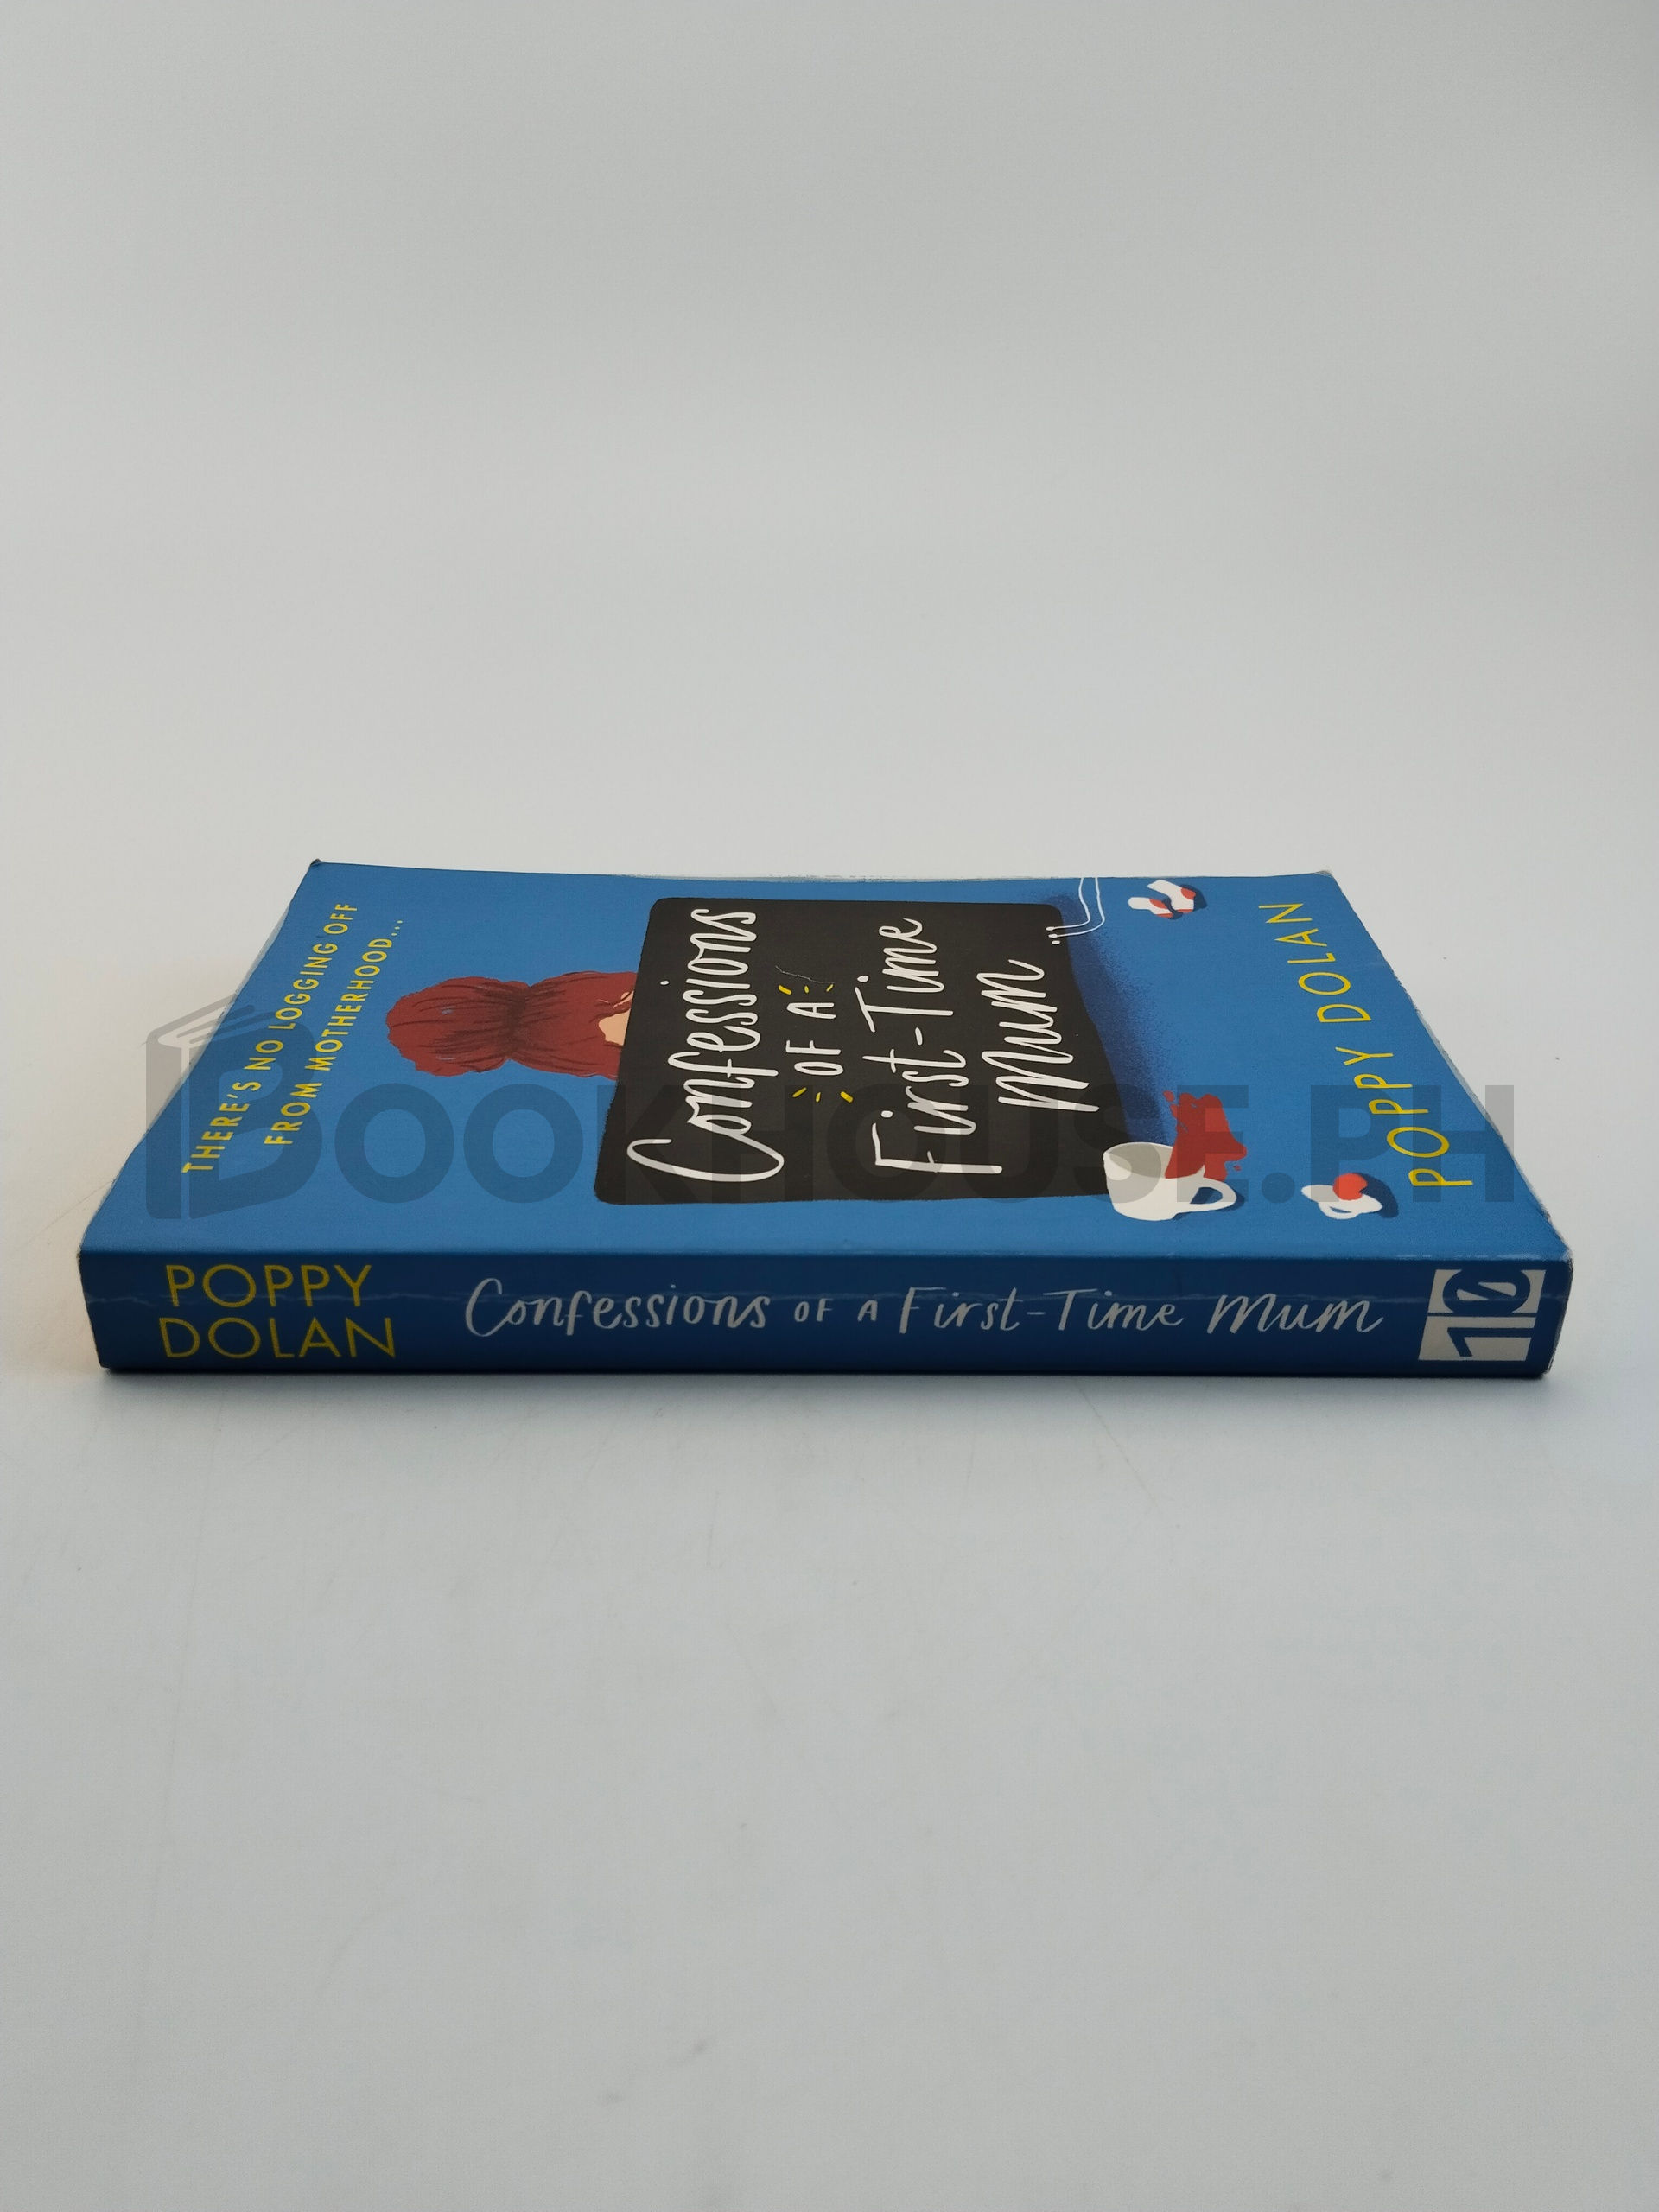 THERE'S NO LOGGING OFF
FROM MOTHERHOOD...
Confessions
OF A
First-Time
Mum
POPPY DOLAN
POPPY
DOLAN
Confessions OF A First-Time Mum
10
BOOKHOUSE.PH